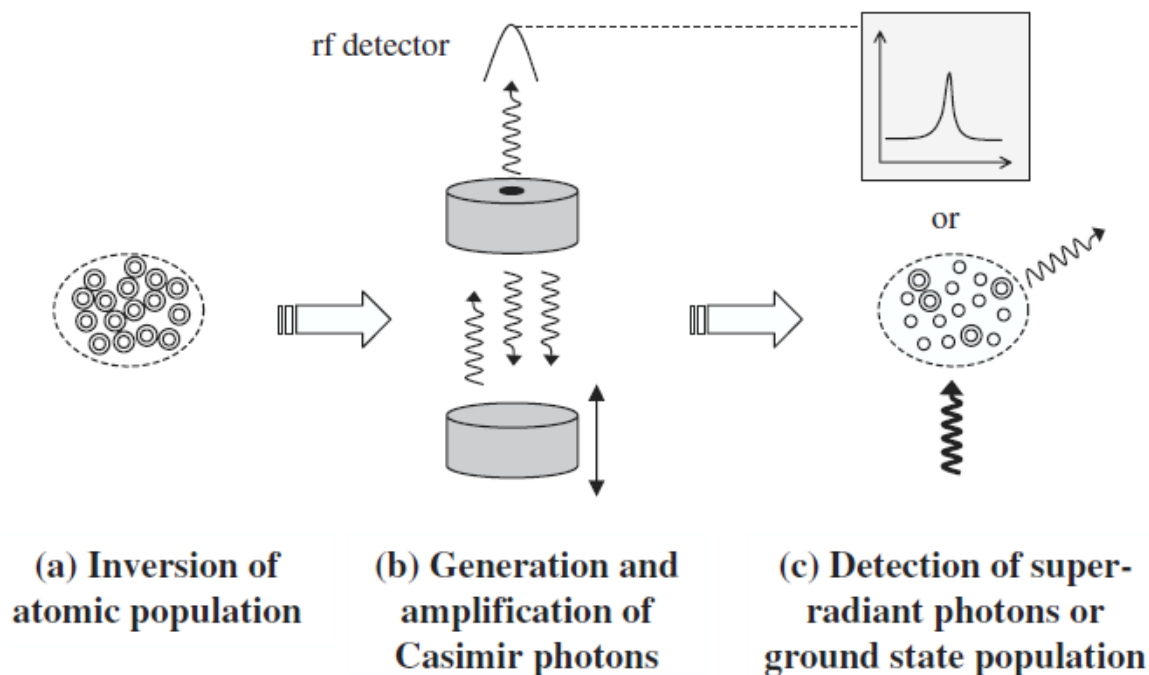 rf detector
or
(a) Inversion of
atomic population
(b) Generation and
amplification of
Casimir photons
(c) Detection of super-
radiant photons or
ground state population